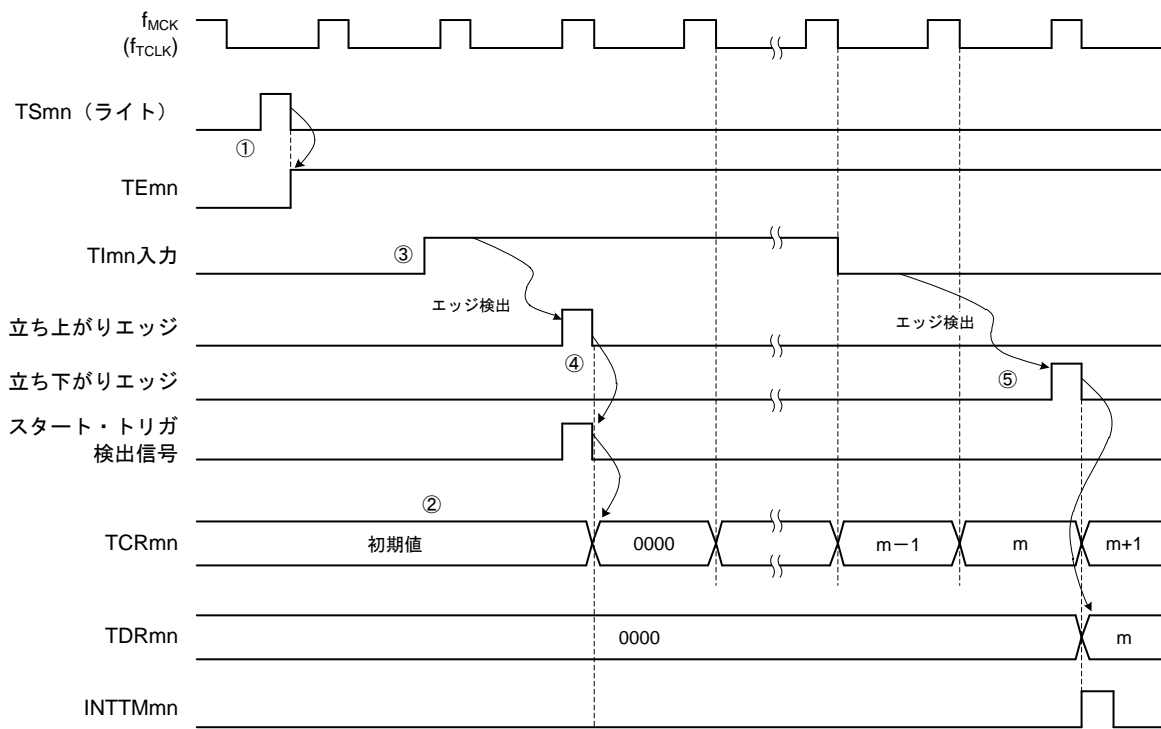 fMCK
(fTCLK)
TSmn（ライト）
①
TEmn
TImn入力
③
エッジ検出
エッジ検出
立ち上がりエッジ
④
立ち下がりエッジ
⑤
スタート・トリガ
検出信号
②
TCRmn
初期値
0000
m－1
m
m+1
TDRmn
0000
m
INTTMmn